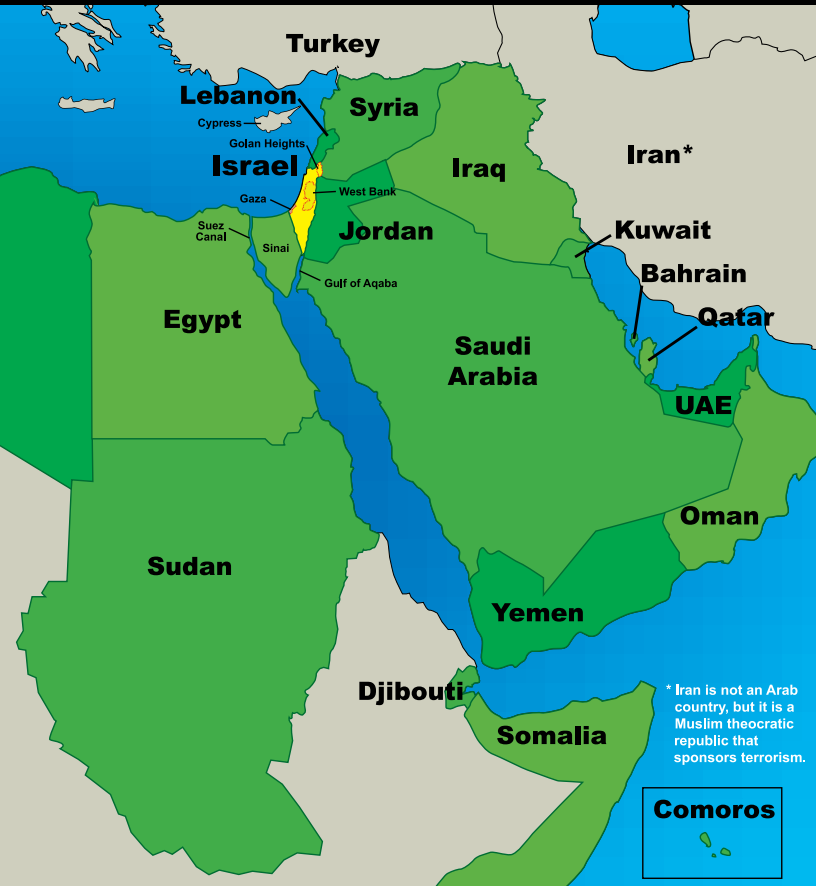 Turkey
Lebanon
Syria
Cypress
Golan Heights
Israel
Iraq
Iran*
West Bank
Gaza
Suez
Canal
Sinai
Jordan
Kuwait
Gulf of Aqaba
Bahrain
Egypt
Qatar
Saudi
Arabia
UAE
Oman
Sudan
Yemen
Djibouti
Somalia
* Iran is not an Arab
country, but it is a
Muslim theocratic
republic that
sponsors terrorism.
Comoros